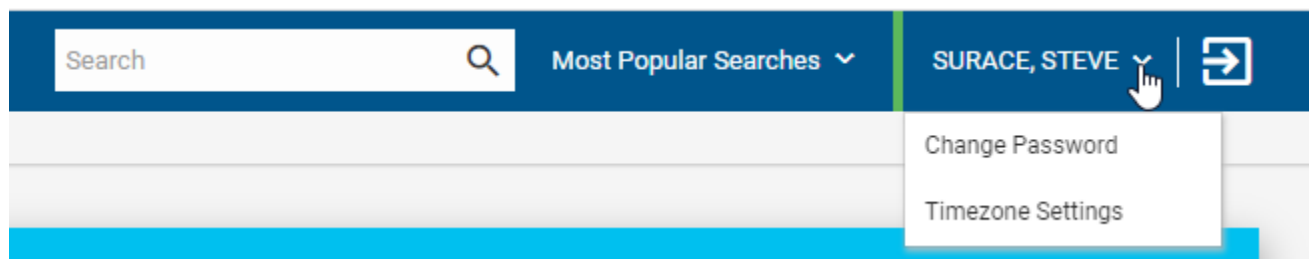 Search
Most Popular Searches
SURACE, STEVE
Change Password
Timezone Settings